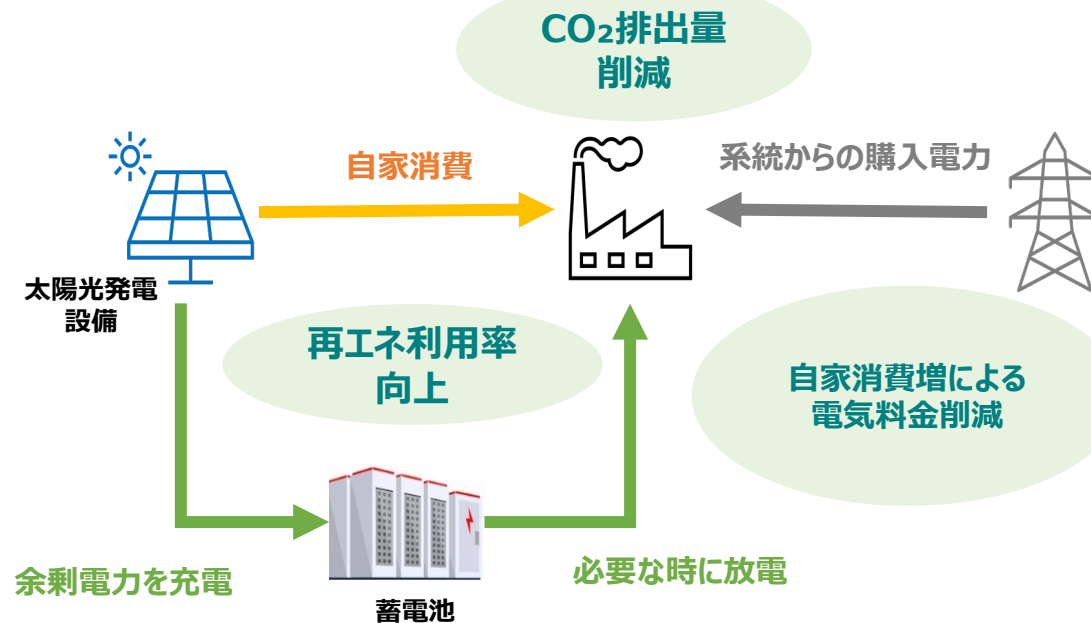 CO₂排出量
削減
自家消費
系統からの購入電力
太陽光発電
設備
再エネ利用率
向上
自家消費増による
電気料金削減
余剰電力を充電
必要な時に放電
蓄電池